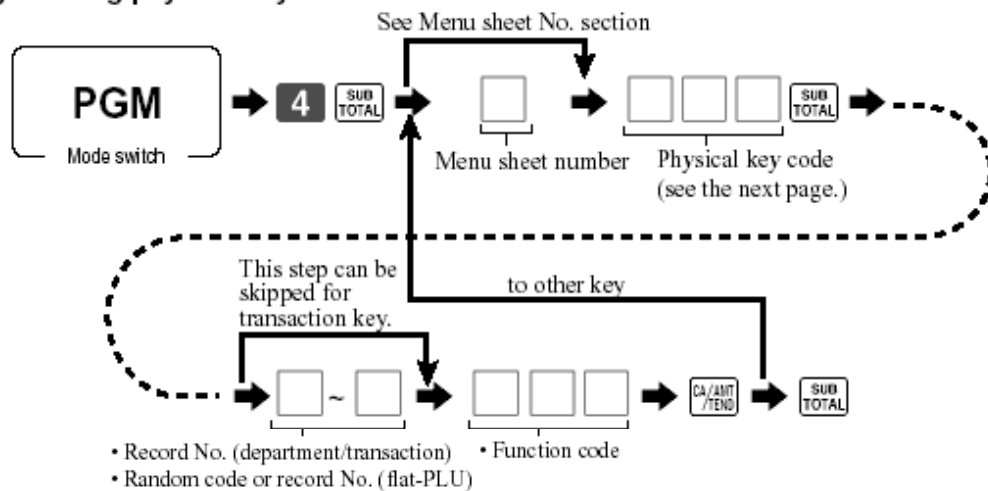 See Menu sheet No. section
PGM
Mode switch
4
SUB
TOTAL
SUB
TOTAL
Menu sheet number
Physical key code
(see the next page.)
This step can be
skipped for
transaction key.
to other key
~
CA/AMT
/TEND
SUB
TOTAL
• Record No. (department/transaction)
• Function code
• Random code or record No. (flat-PLU)